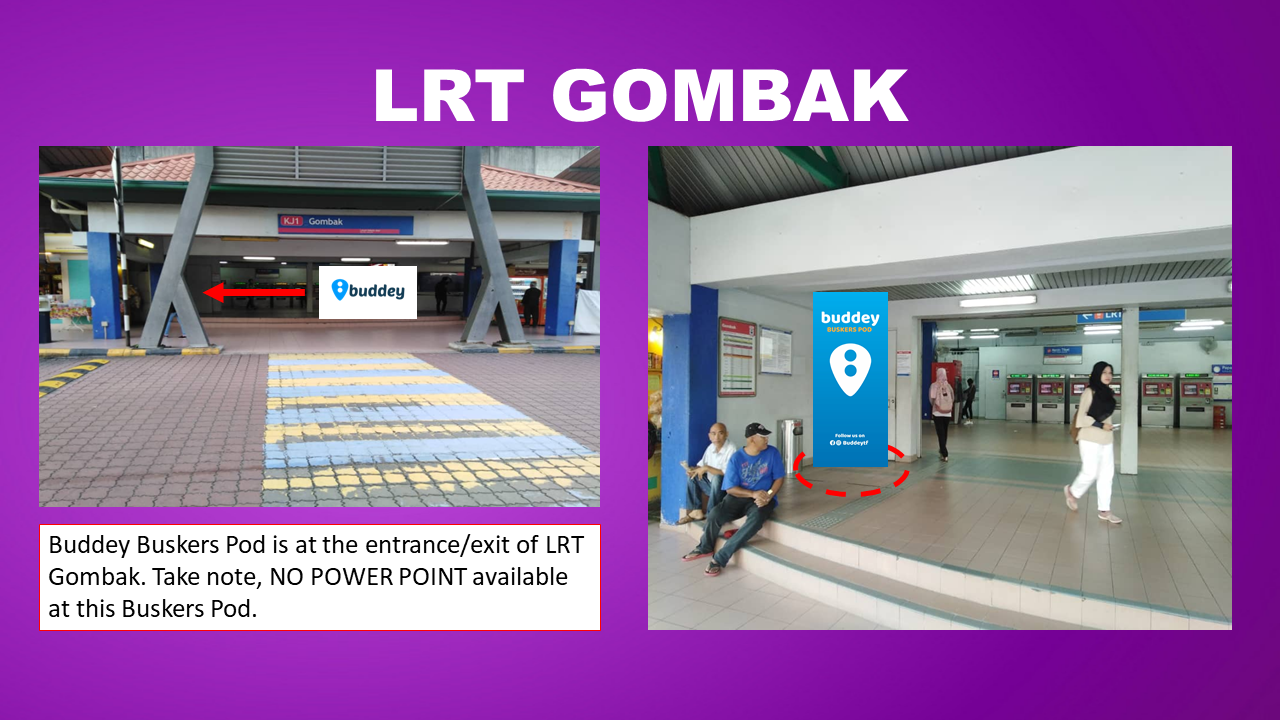 LRT GOMBAK
KJ1 Gombak
buddey
Buddey Buskers Pod is at the entrance/exit of LRT
Gombak. Take note, NO POWER POINT available
at this Buskers Pod.
buddey
BUSKERS POD
Follow us on
Buddeytf
LRT